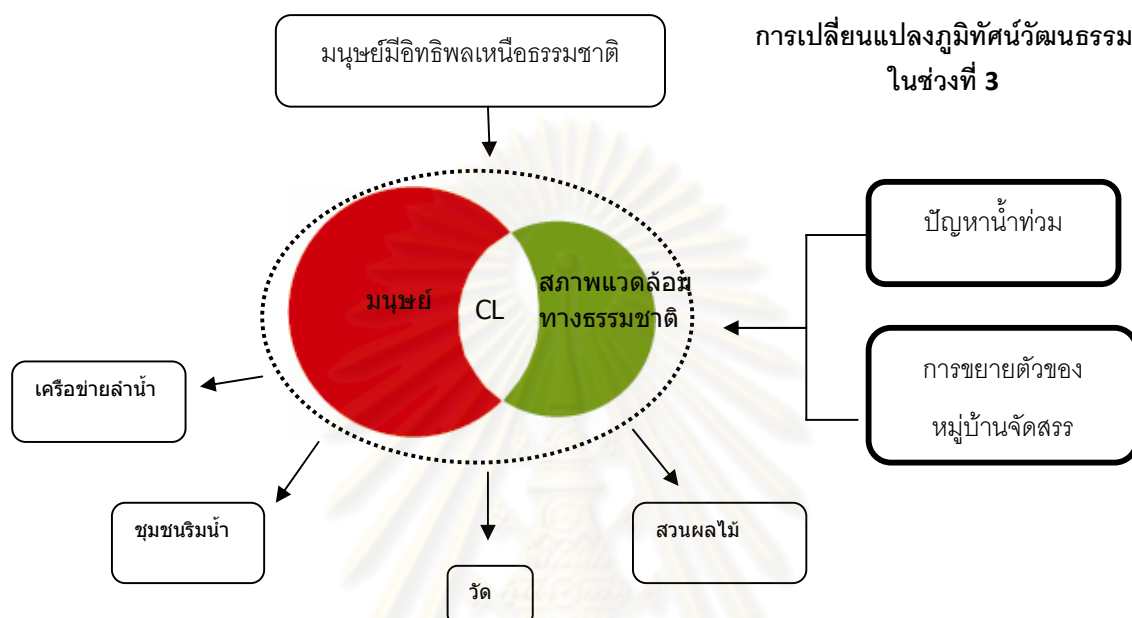 มนุษย์มีอิทธิพลเหนือธรรมชาติ
การเปลี่ยนแปลงภูมิทัศน์วัฒนธรรม
ในช่วงที่ 3
ปัญหาน้ำท่วม
มนุษย์
CL
สภาพแวดล้อม
ทางธรรมชาติ
การขยายตัวของ
หมู่บ้านจัดสรร
เครือข่ายลำน้ำ
ชุมชนริมน้ำ
วัด
สวนผลไม้